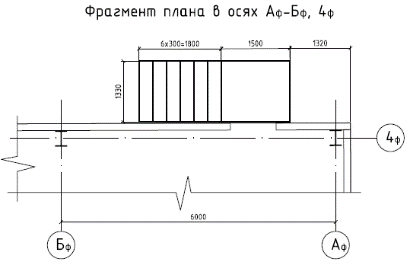 Фрагмент плана в осях Аф-Бф, 4ф
6х300=1800
1500
1320
1330
4ф
6000
Бф
Аф